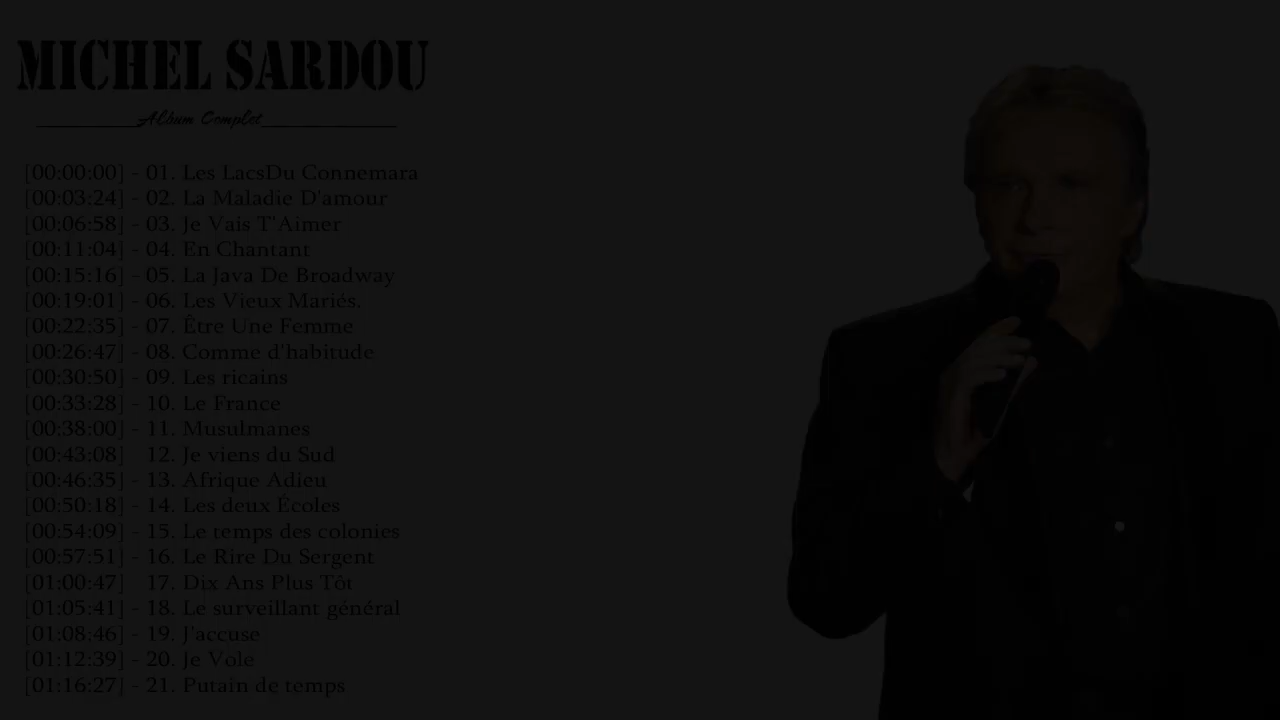 MICHEL SARDOU
Album Complet
[00:00:00] - 01. Les LacsDu Connemara
[00:03:24] - 02. La Maladie D'amour
[00:06:58] - 03. Je Vais T'Aimer
[00:11:04] - 04. En Chantant
[00:15:16] - 05. La Java De Broadway
[00:19:01] - 06. Les Vieux Mariés.
[00:22:35] - 07. Être Une Femme
[00:26:47] - 08. Comme d'habitude
[00:30:50] - 09. Les ricains
[00:33:28] - 10. Le France
[00:38:00] - 11. Musulmanes
[00:43:08] 12. Je viens du Sud
[00:46:35] - 13. Afrique Adieu
[00:50:18] - 14. Les deux Écoles
[00:54:09] - 15. Le temps des colonies
[00:57:51] - 16. Le Rire Du Sergent
[01:00:47] 17. Dix Ans Plus Tôt
[01:05:41] - 18. Le surveillant général
[01:08:46] - 19. J'accuse
[01:12:39] - 20. Je Vole
[01:16:27] - 21. Putain de temps